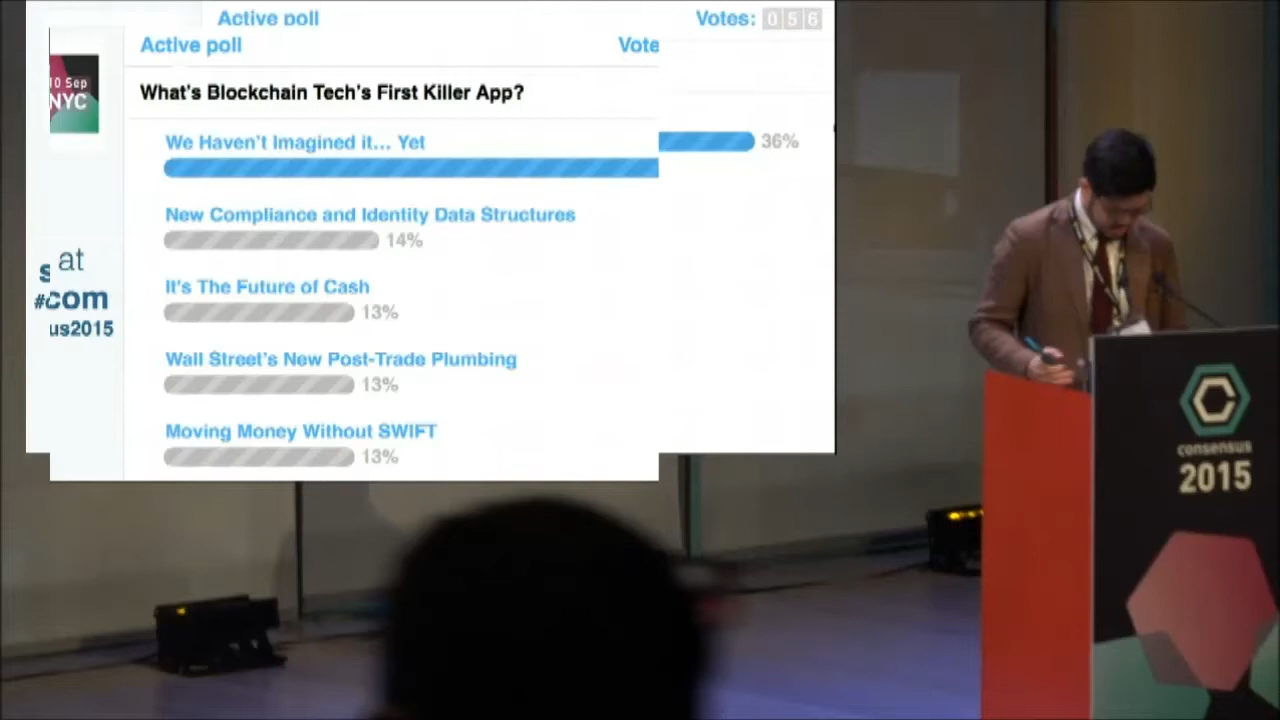 Active poll
Votes: 056
Active poll
Vote
10 Sep
NYC
What's Blockchain Tech's First Killer App?
We Haven't Imagined it... Yet
36%
New Compliance and Identity Data Structures
14%
at
s
#com
us2015
It's The Future of Cash
13%
Wall Street's New Post-Trade Plumbing
13%
Moving Money Without SWIFT
13%
consensus
2015